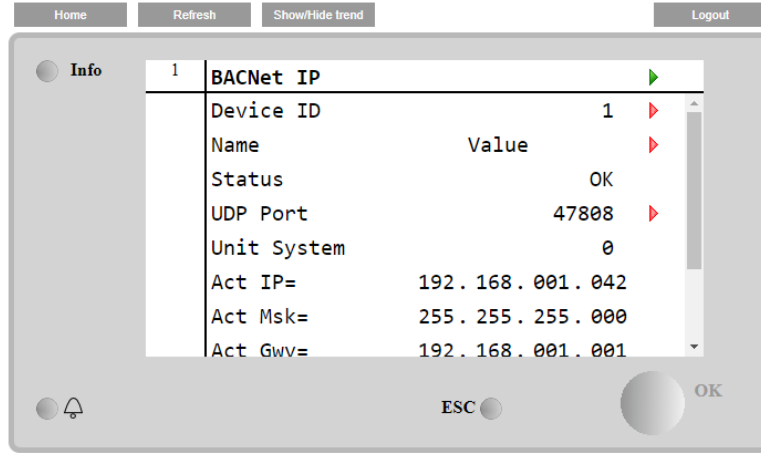 Home Refresh Show/Hide trend Logout
Info
1 BACNet IP
Device ID 1
Name Value
Status OK
UDP Port 47808
Unit System 0
Act IP= 192.168.001.042
Act Msk= 255.255.255.000
Act Gwy= 192.168.001.001
ESC OK